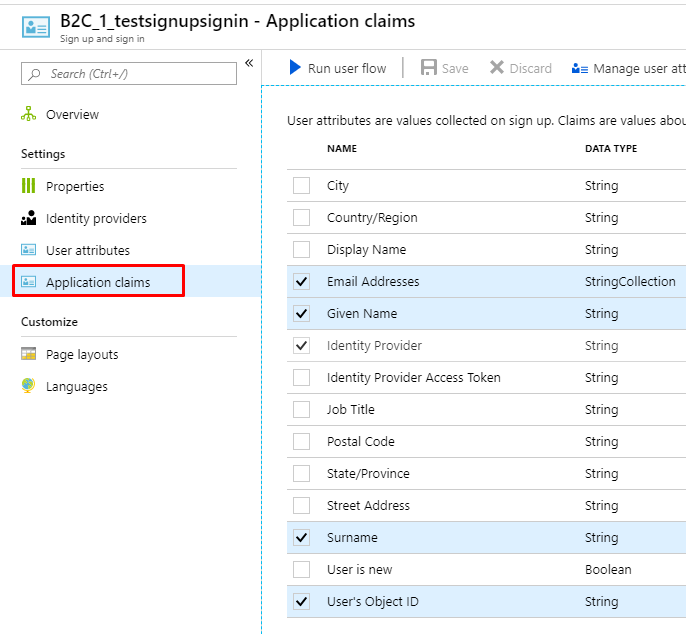 B2C_1_testsignupsignin - Application claims
Sign up and sign in
Search (Ctrl+/)
«
Overview
Settings
Properties
Identity providers
User attributes
Application claims
Customize
Page layouts
Languages
Run user flow
Save
Discard
Manage user att
User attributes are values collected on sign up. Claims are values abou
NAME DATA TYPE
City String
Country/Region String
Display Name String
Email Addresses StringCollection
Given Name String
Identity Provider String
Identity Provider Access Token String
Job Title String
Postal Code String
State/Province String
Street Address String
Surname String
User is new Boolean
User's Object ID String